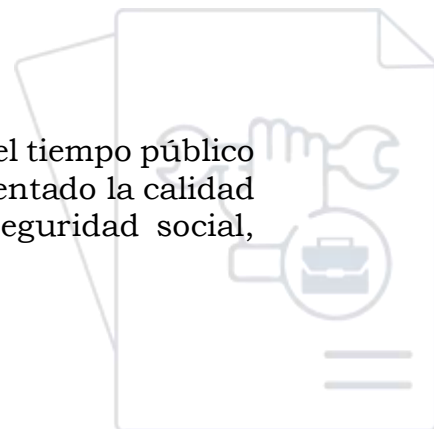 el tiempo público
entado la calidad
eguridad social,